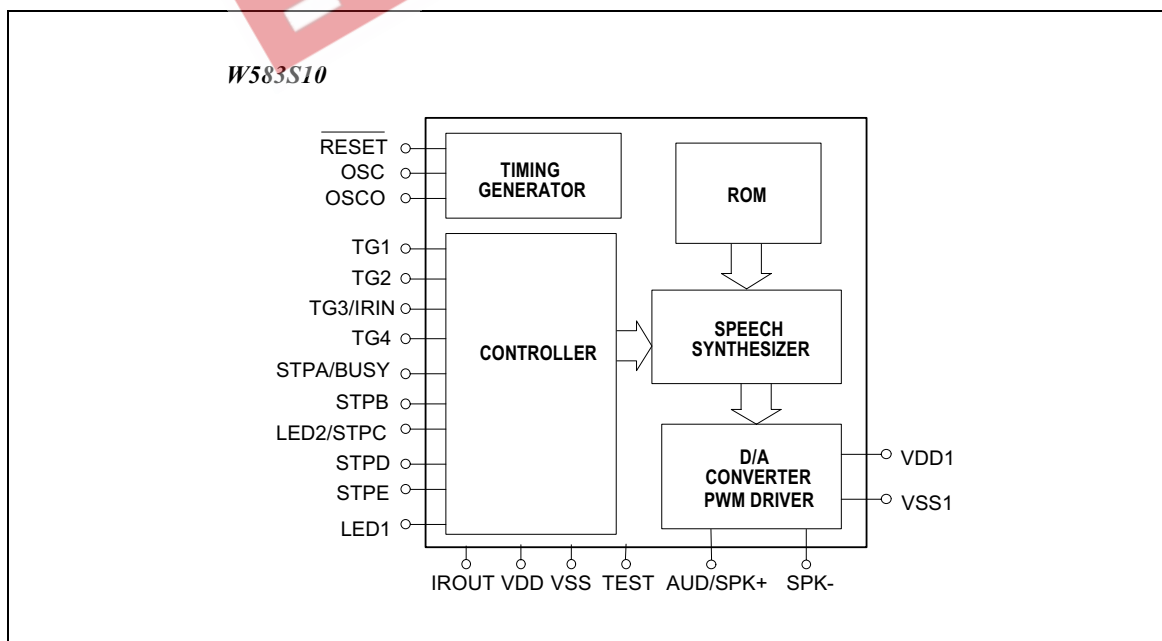 W583S10
RESET
OSC
OSCO
TIMING
GENERATOR
ROM
TG1
TG2
TG3/IRIN
TG4
STPA/BUSY
STPB
LED2/STPC
STPD
STPE
LED1
CONTROLLER
SPEECH
SYNTHESIZER
D/A
CONVERTER
PWM DRIVER
VDD1
VSS1
IROUT VDD VSS TEST AUD/SPK+ SPK-